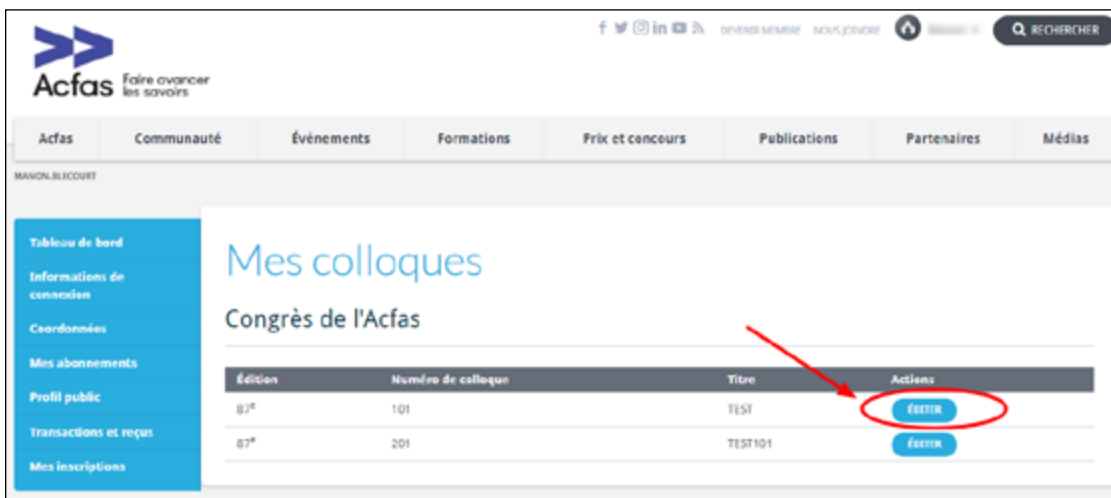 DEVENIR MEMBRE NOUS JOINDRE RECHERCHER
Acfas Faire avancer
les savoirs
Acfas Communauté Événements Formations Prix et concours Publications Partenaires Médias
MANON.BLECOURT
Tableau de bord
Informations de
connexion
Coordonnées
Mes abonnements
Profil public
Transactions et reçus
Mes inscriptions
Mes colloques
Congrès de l'Acfas
Édition Numéro de colloque Titre Actions
87e 101 TEST ÉDITER
87e 201 TEST101 ÉDITER